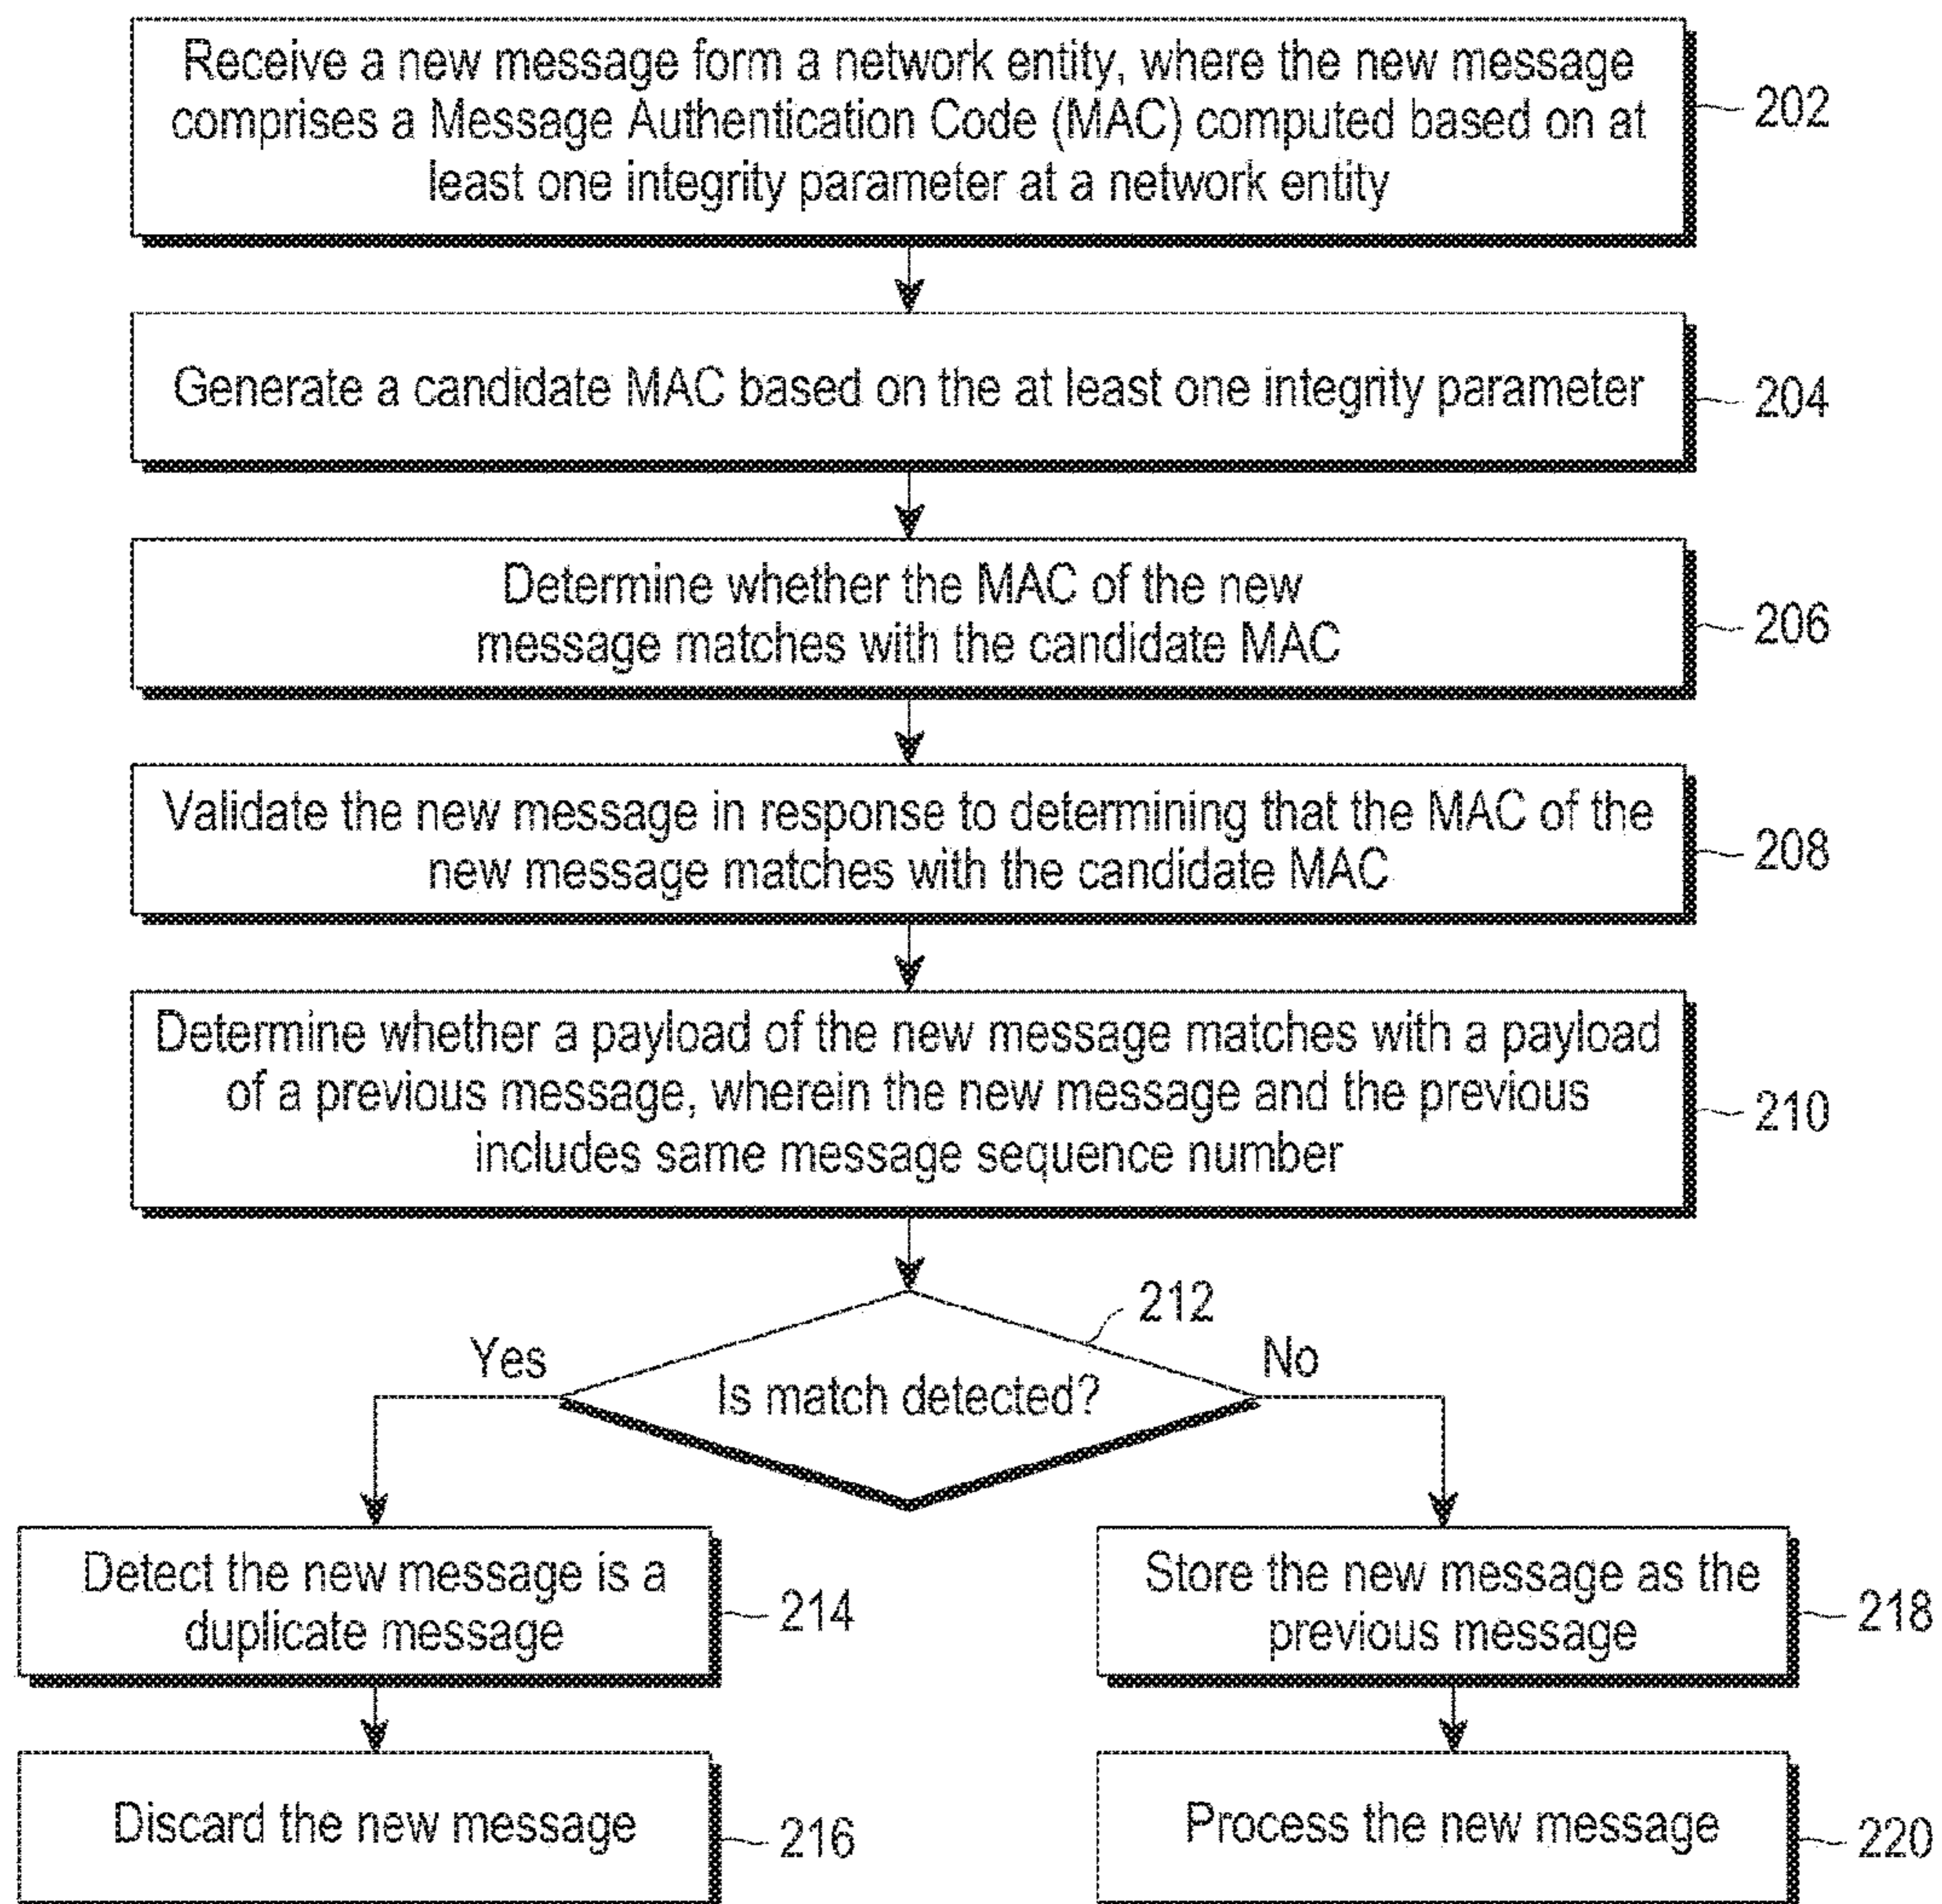 Receive a new message form a network entity, where the new message
comprises a Message Authentication Code (MAC) computed based on at
least one integrity parameter at a network entity
202
Generate a candidate MAC based on the at least one integrity parameter
204
Determine whether the MAC of the new
message matches with the candidate MAC
206
Validate the new message in response to determining that the MAC of the
new message matches with the candidate MAC
208
Determine whether a payload of the new message matches with a payload
of a previous message, wherein the new message and the previous
includes same message sequence number
210
212
Yes
Is match detected?
No
Detect the new message is a
duplicate message
214
Store the new message as the
previous message
218
Discard the new message
216
Process the new message
220